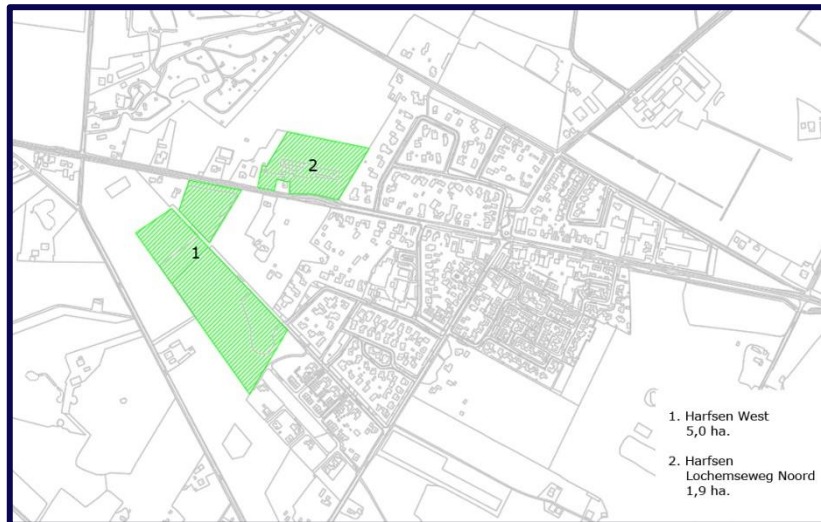 2
1
1. Harfsen West
5,0 ha.
2. Harfsen
Lochemseweg Noord
1,9 ha.